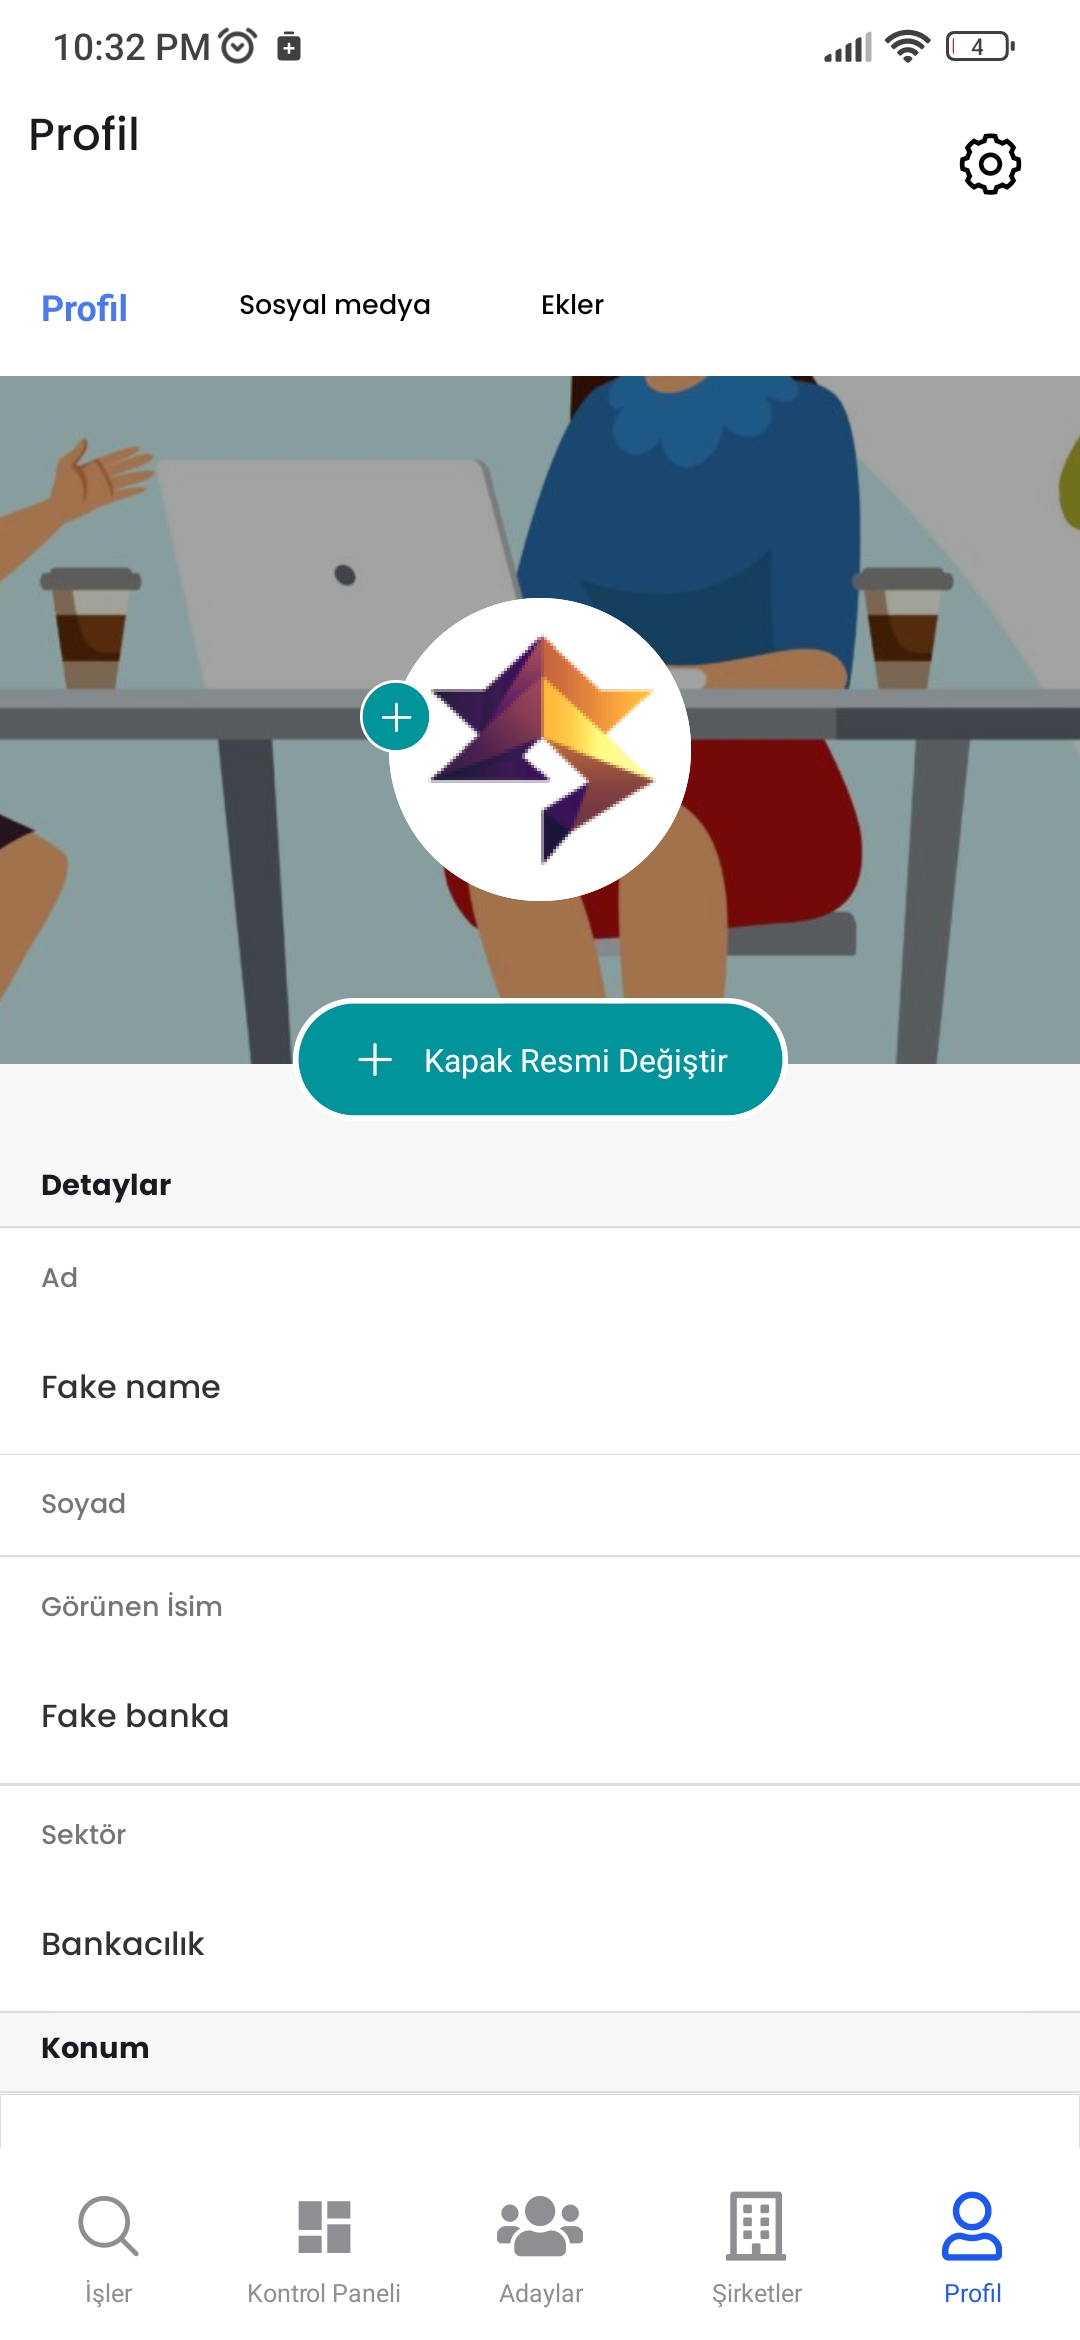 10:32 PM
4
Profil
Profil
Sosyal medya
Ekler
Kapak Resmi Değiştir
Detaylar
Ad
Fake name
Soyad
Görünen İsim
Fake banka
Sektör
Bankacılık
Konum
İşler
Kontrol Paneli
Adaylar
Şirketler
Profil